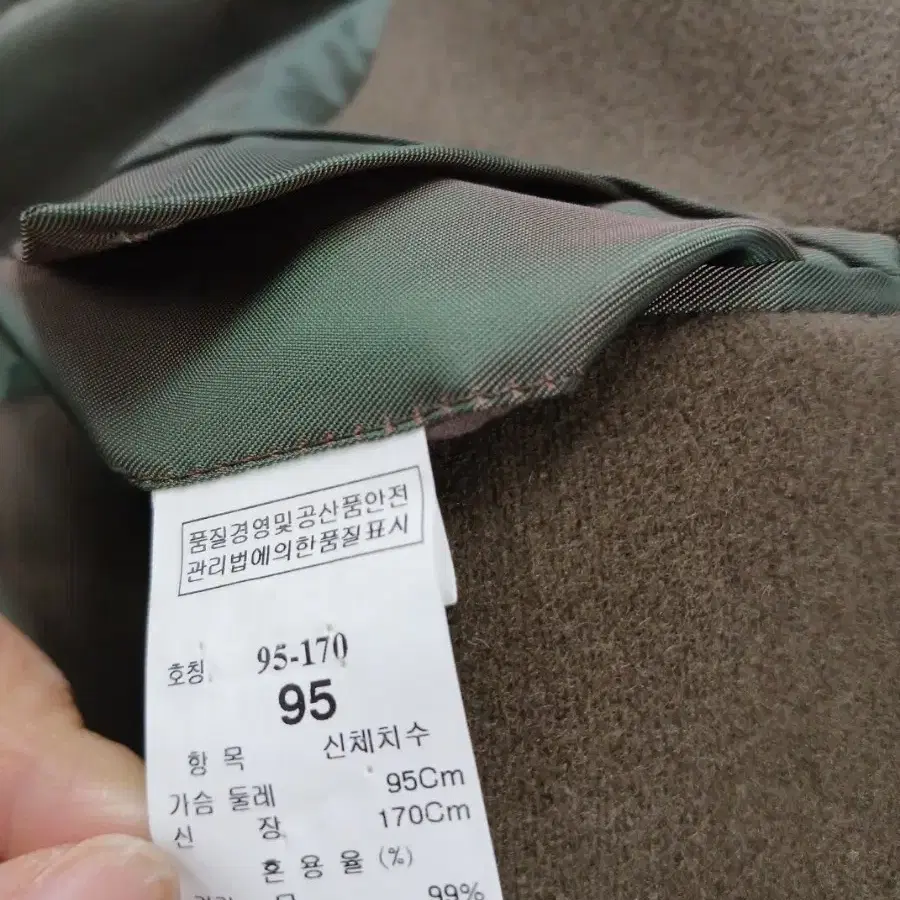 품질경영및공산품안전
관리법에의한품질표시
호칭 95-170
95
항 목 신체치수
가슴 둘레 95Cm
신 장 170Cm
혼 용 율 (%)
모 99%